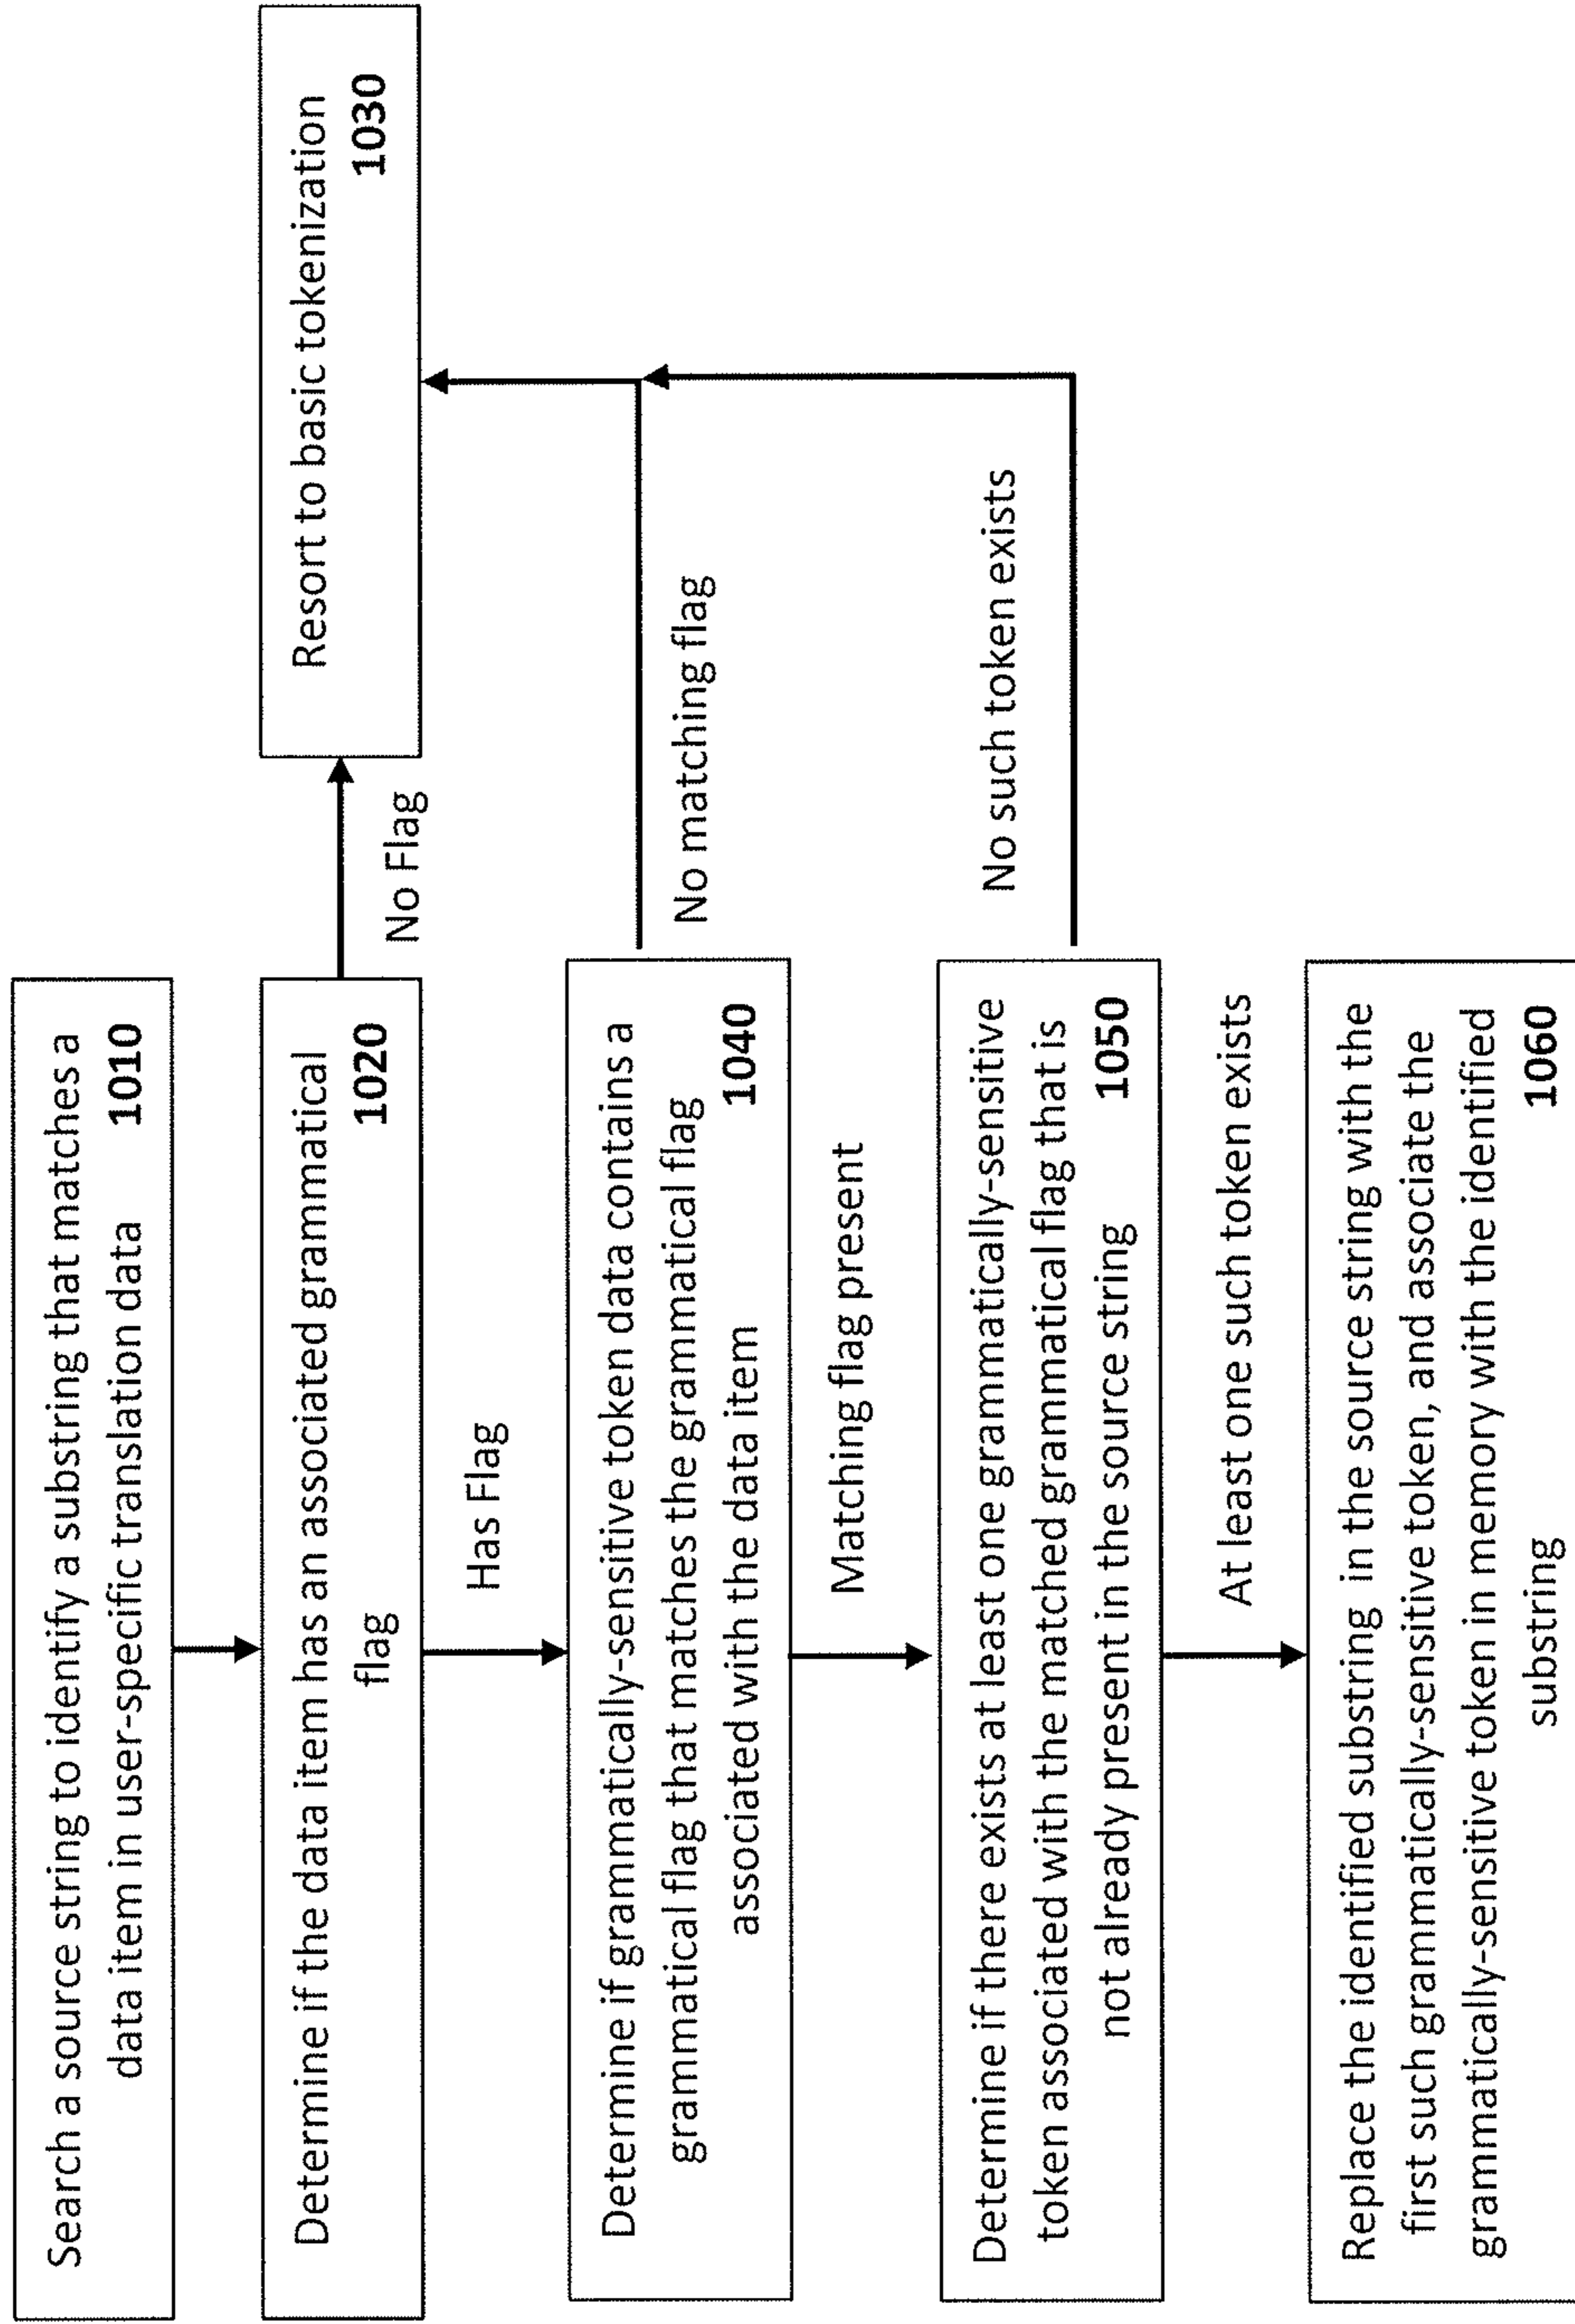 Search a source string to identify a substring that matches a
data item in user-specific translation data 1010
Determine if the data item has an associated grammatical
flag 1020
No Flag
Resort to basic tokenization
1030
Has Flag
Determine if grammatically-sensitive token data contains a
grammatical flag that matches the grammatical flag
associated with the data item 1040
No matching flag
Matching flag present
Determine if there exists at least one grammatically-sensitive
token associated with the matched grammatical flag that is
not already present in the source string 1050
No such token exists
At least one such token exists
Replace the identified substring in the source string with the
first such grammatically-sensitive token, and associate the
grammatically-sensitive token in memory with the identified
substring 1060